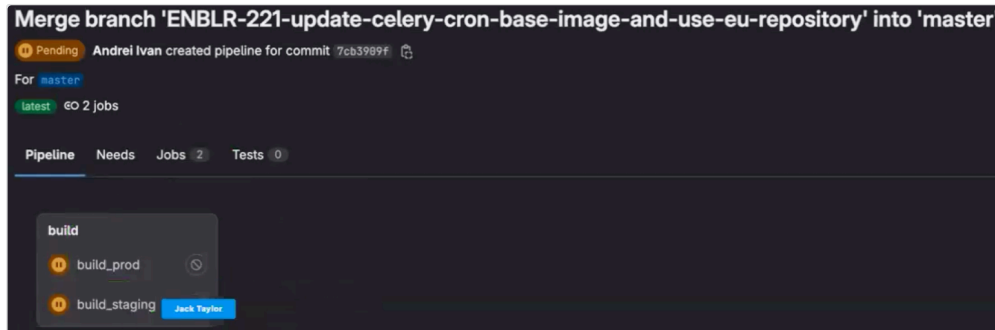 Merge branch 'ENBLR-221-update-celery-cron-base-image-and-use-eu-repository' into 'master
Pending Andrei Ivan created pipeline for commit 7cb3909f
For master
latest 2 jobs
Pipeline Needs Jobs 2 Tests 0
build
build_prod
build_staging Jack Taylor